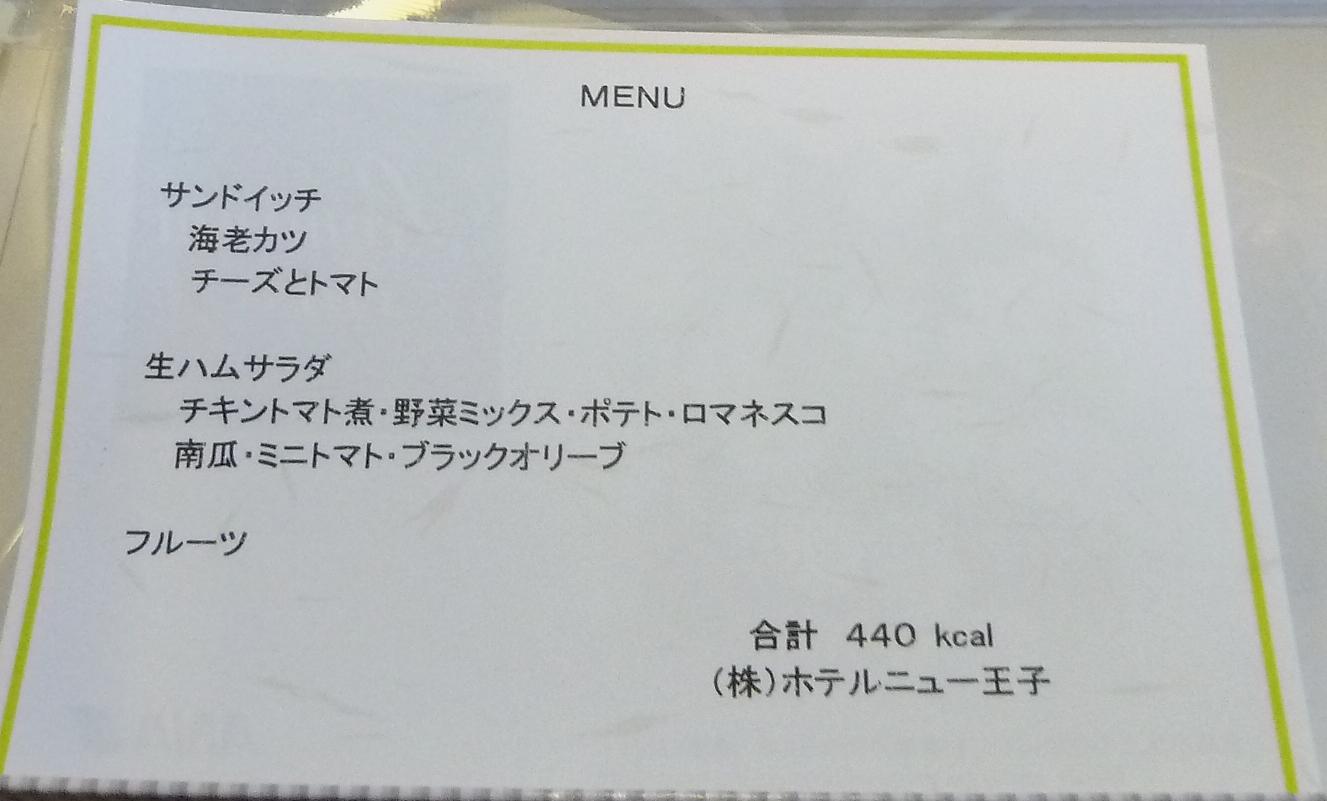 MENU
サンドイッチ
海老カツ
チーズとトマト
生ハムサラダ
チキントマト煮・野菜ミックス・ポテト・ロマネスコ
南瓜・ミニトマト・ブラックオリーブ
フルーツ
合計 440 kcal
(株)ホテルニュー王子